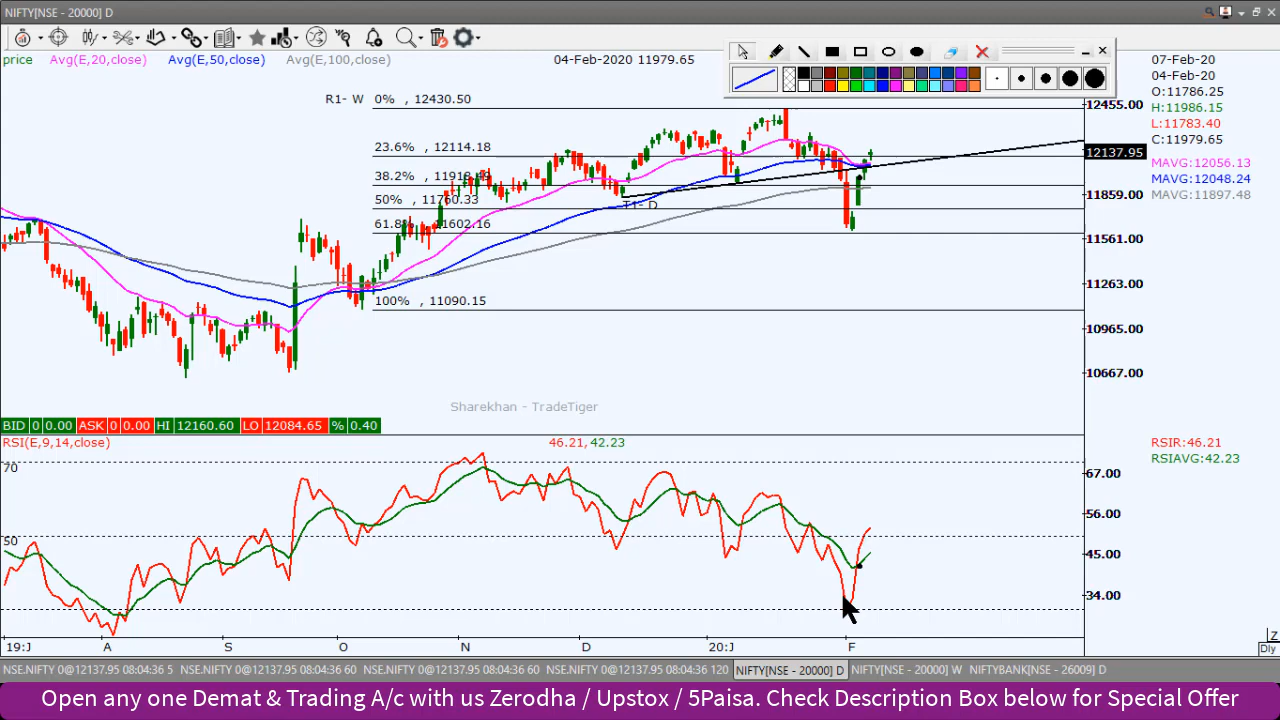 NIFTY[NSE - 20000] D
price Avg(E,20,close) Avg(E,50,close) Avg(E,100,close) 04-Feb-2020 11979.65
07-Feb-20
04-Feb-20
O:11786.25
H:11986.15
L:11783.40
C:11979.65
MAVG:12056.13
MAVG:12048.24
MAVG:11897.48
R1- W 0% , 12430.50
23.6% , 12114.18
38.2% , 11918.49
50% , 11760.33
61.8% , 11602.16
100% , 11090.15
T1- D
12455.00
12137.95
11859.00
11561.00
11263.00
10965.00
10667.00
Sharekhan - TradeTiger
BID 0 0.00 ASK 0 0.00 HI 12160.60 LO 12084.65 % 0.40
RSI(E,9,14,close) 46.21, 42.23
RSIR:46.21
RSIAVG:42.23
70
50
67.00
56.00
45.00
34.00
19:J A S O N D 20:J F
Z
Dly
NSE.NIFTY 0@12137.95 08:04:36 5 NSE.NIFTY 0@12137.95 08:04:36 60 NSE.NIFTY 0@12137.95 08:04:36 60 NSE.NIFTY 0@12137.95 08:04:36 120 NIFTY[NSE - 20000] D NIFTY[NSE - 20000] W NIFTYBANK[NSE - 26009] D
Open any one Demat & Trading A/c with us Zerodha / Upstox / 5Paisa. Check Description Box below for Special Offer